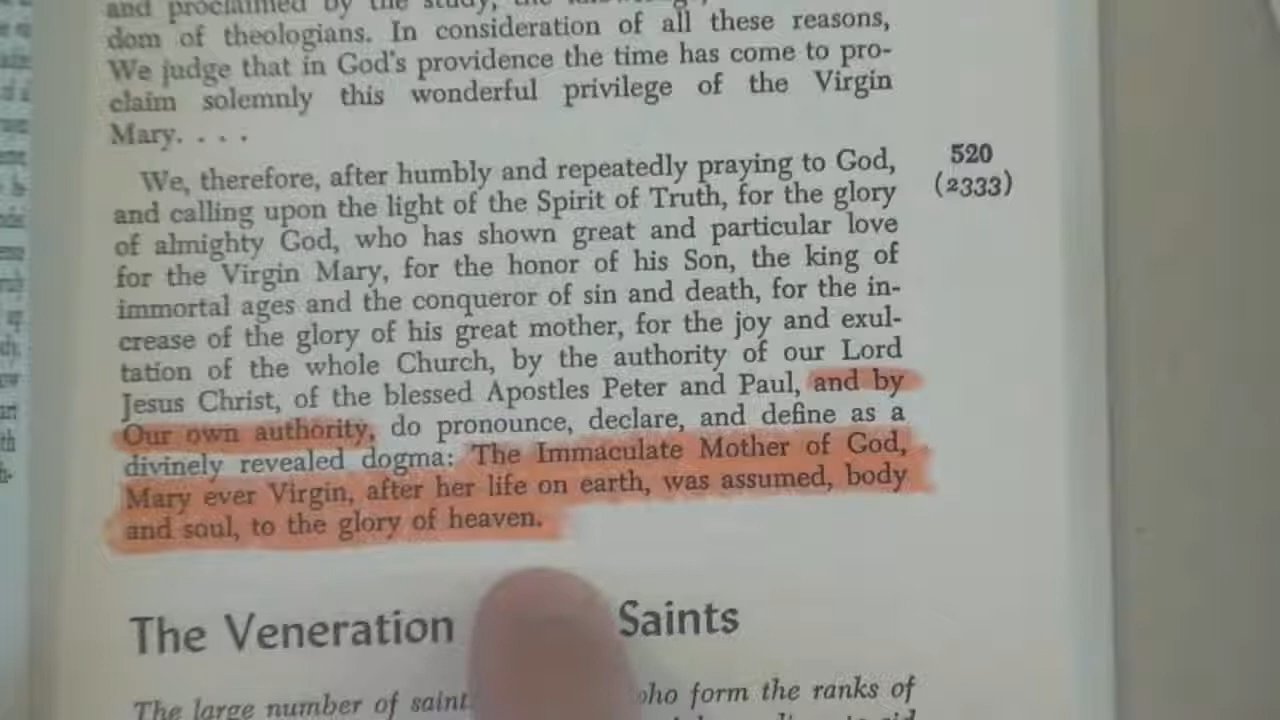 and proclaimed by the study, the
dom of theologians. In consideration of all these reasons,
We judge that in God's providence the time has come to pro-
claim solemnly this wonderful privilege of the Virgin
Mary. . . .
We, therefore, after humbly and repeatedly praying to God,
and calling upon the light of the Spirit of Truth, for the glory
of almighty God, who has shown great and particular love
for the Virgin Mary, for the honor of his Son, the king of
immortal ages and the conqueror of sin and death, for the in-
crease of the glory of his great mother, for the joy and exul-
tation of the whole Church, by the authority of our Lord
Jesus Christ, of the blessed Apostles Peter and Paul, and by
Our own authority, do pronounce, declare, and define as a
divinely revealed dogma: The Immaculate Mother of God,
Mary ever Virgin, after her life on earth, was assumed, body
and soul, to the glory of heaven.
520
(2333)
The Veneration Saints
The large number of saint form the ranks of